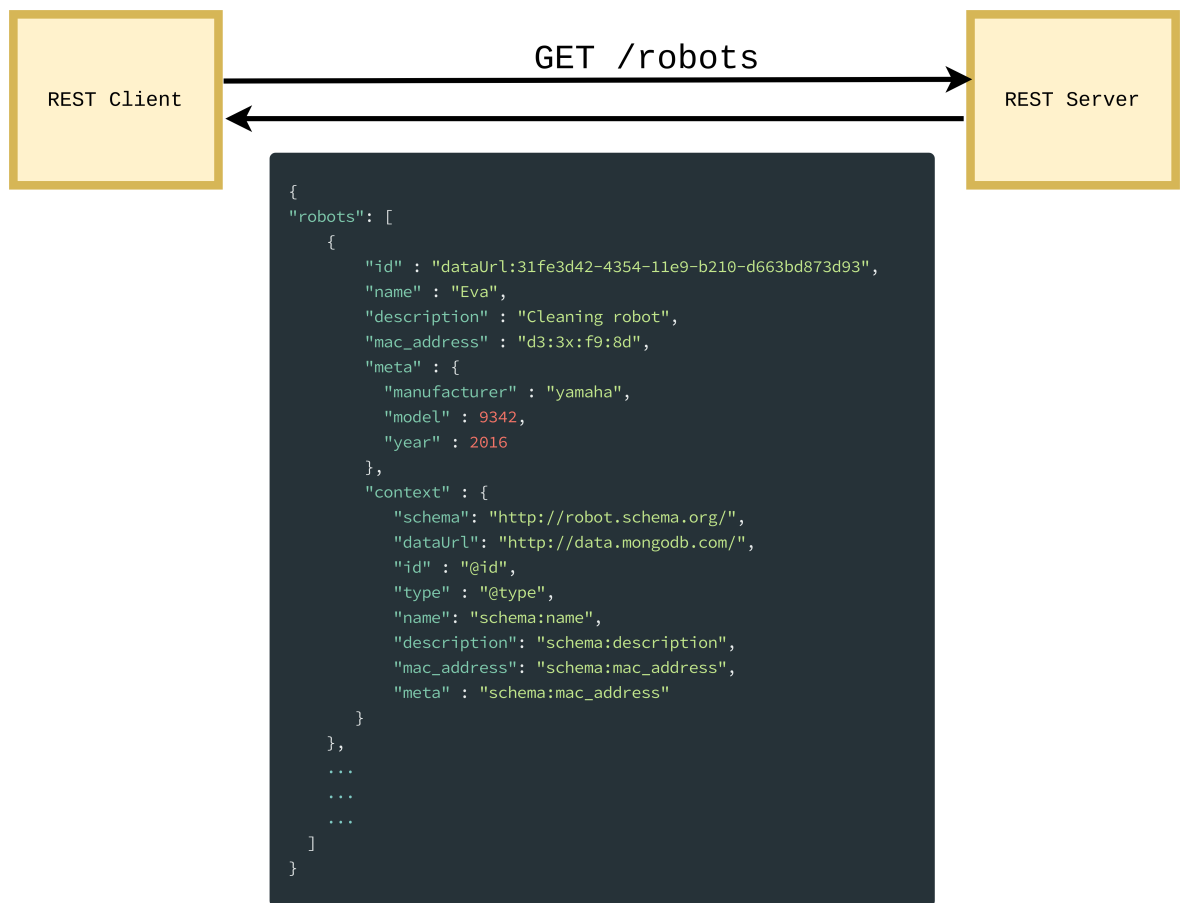 GET /robots
REST Client
REST Server
{
"robots": [
    {
        "id" : "dataUrl:31fe3d42-4354-11e9-b210-d663bd873d93",
        "name" : "Eva",
        "description" : "Cleaning robot",
        "mac_address" : "d3:3x:f9:8d",
        "meta" : {
          "manufacturer" : "yamaha",
          "model" : 9342,
          "year" : 2016
        },
        "context" : {
           "schema": "http://robot.schema.org/",
           "dataUrl": "http://data.mongodb.com/",
           "id" : "@id",
           "type" : "@type",
           "name": "schema:name",
           "description": "schema:description",
           "mac_address": "schema:mac_address",
           "meta" : "schema:mac_address"
       }
    },
    ...
    ...
    ...
  ]
}